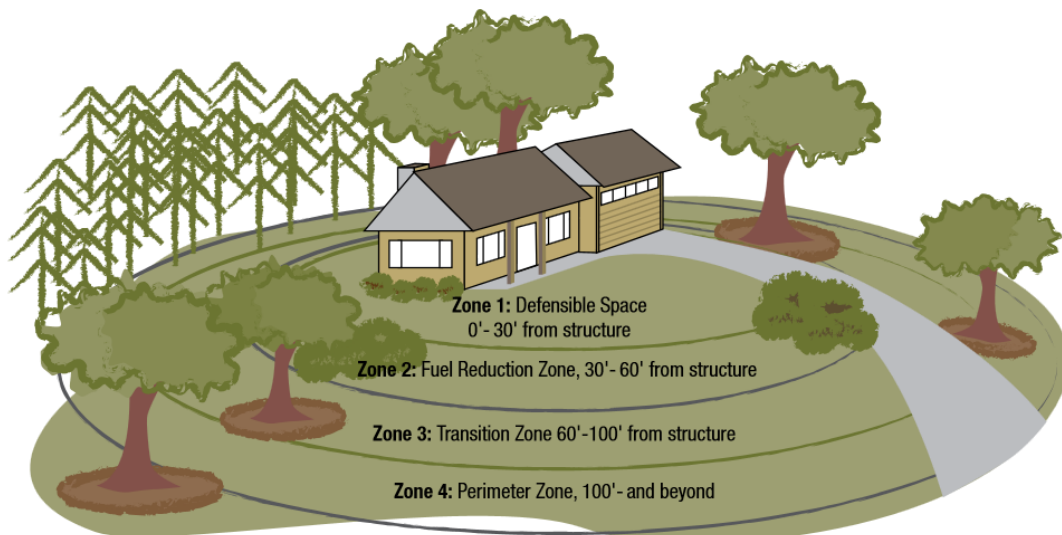 Zone 1: Defensible Space
0'- 30' from structure
Zone 2: Fuel Reduction Zone, 30'- 60' from structure
Zone 3: Transition Zone 60'-100' from structure
Zone 4: Perimeter Zone, 100'- and beyond